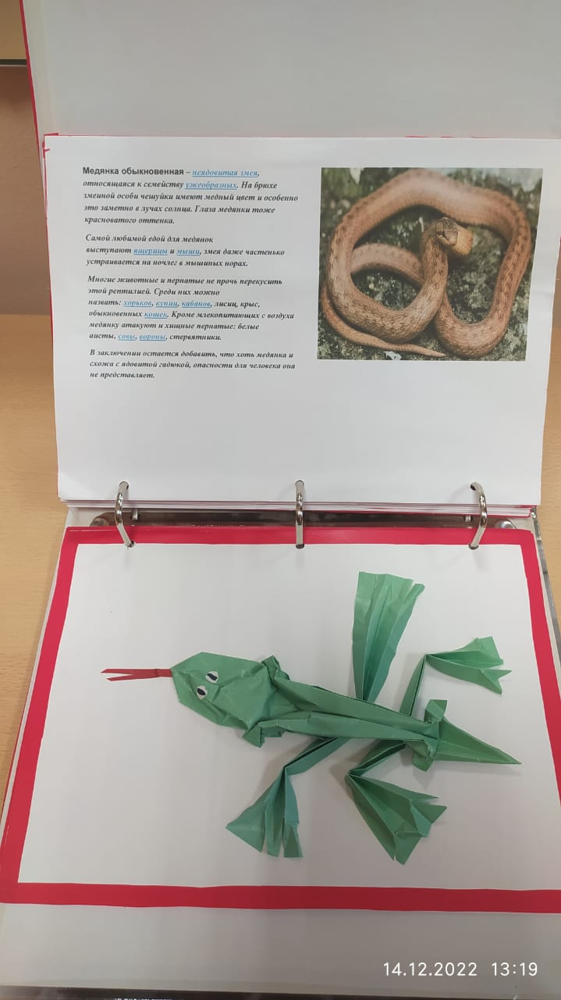 Медянка обыкновенная – неядовитая змея,
относящаяся к семейству ужеобразных. На брюхе
змеиной особи чешуйки имеют медный цвет и особенно
это заметно в лучах солнца. Глаза медянки тоже
красноватого оттенка.
Самой любимой едой для медянок
выступают ящерицы и мыши, змея даже частенько
устраивается на ночлег в мышиных норах.
Многие животные и пернатые не прочь перекусить
этой рептилией. Среди них можно
назвать: хорьков, куниц, кабанов, лисиц, крыс,
обыкновенных кошек. Кроме млекопитающих с воздуха
медянку атакуют и хищные пернатые: белые
аисты, совы, вороны, стервятники.
В заключении остается добавить, что хоть медянка и
схожа с ядовитой гадюкой, опасности для человека она
не представляет.
14.12.2022 13:19